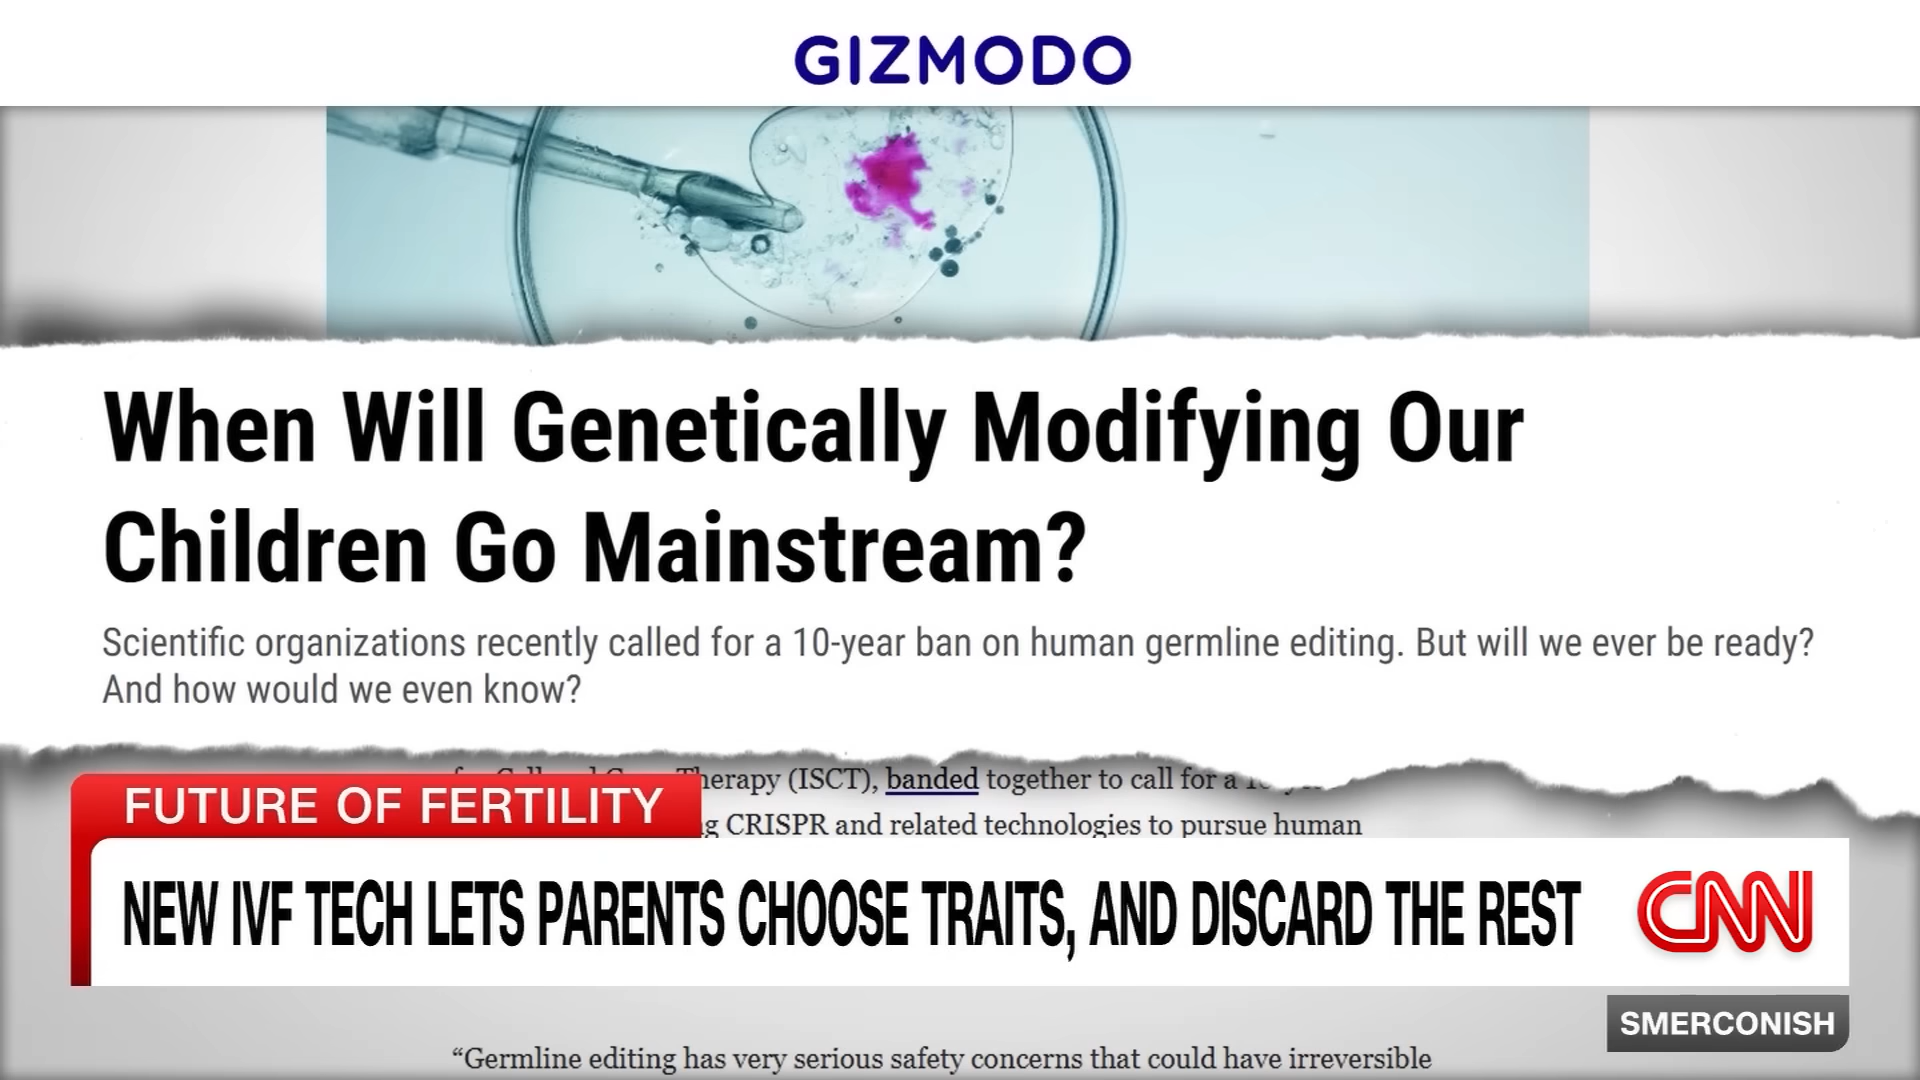 GIZMODO
When Will Genetically Modifying Our
Children Go Mainstream?
Scientific organizations recently called for a 10-year ban on human germline editing. But will we ever be ready?
And how would we even know?
Therapy (ISCT), banded together to call for a
FUTURE OF FERTILITY
CRISPR and related technologies to pursue human
NEW IVF TECH LETS PARENTS CHOOSE TRAITS, AND DISCARD THE REST
CNN
SMERCONISH
“Germline editing has very serious safety concerns that could have irreversible